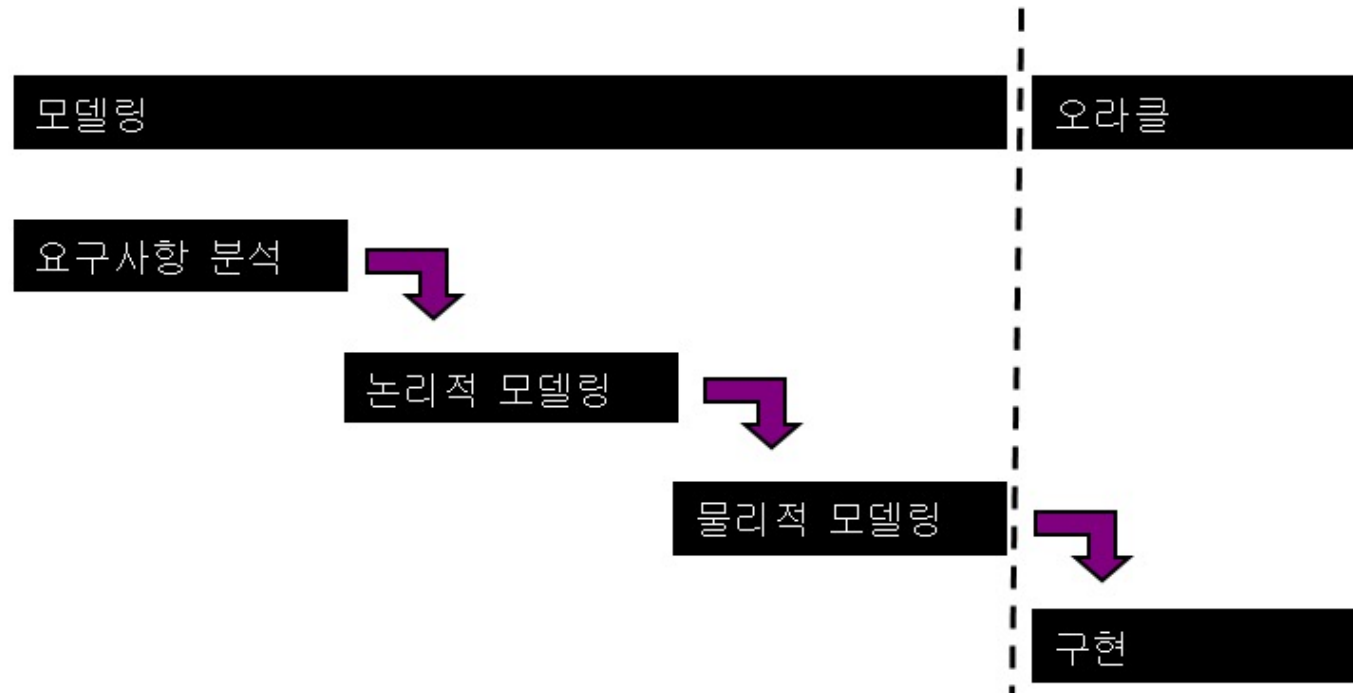 모델링
오라클
요구사항 분석
논리적 모델링
물리적 모델링
구현